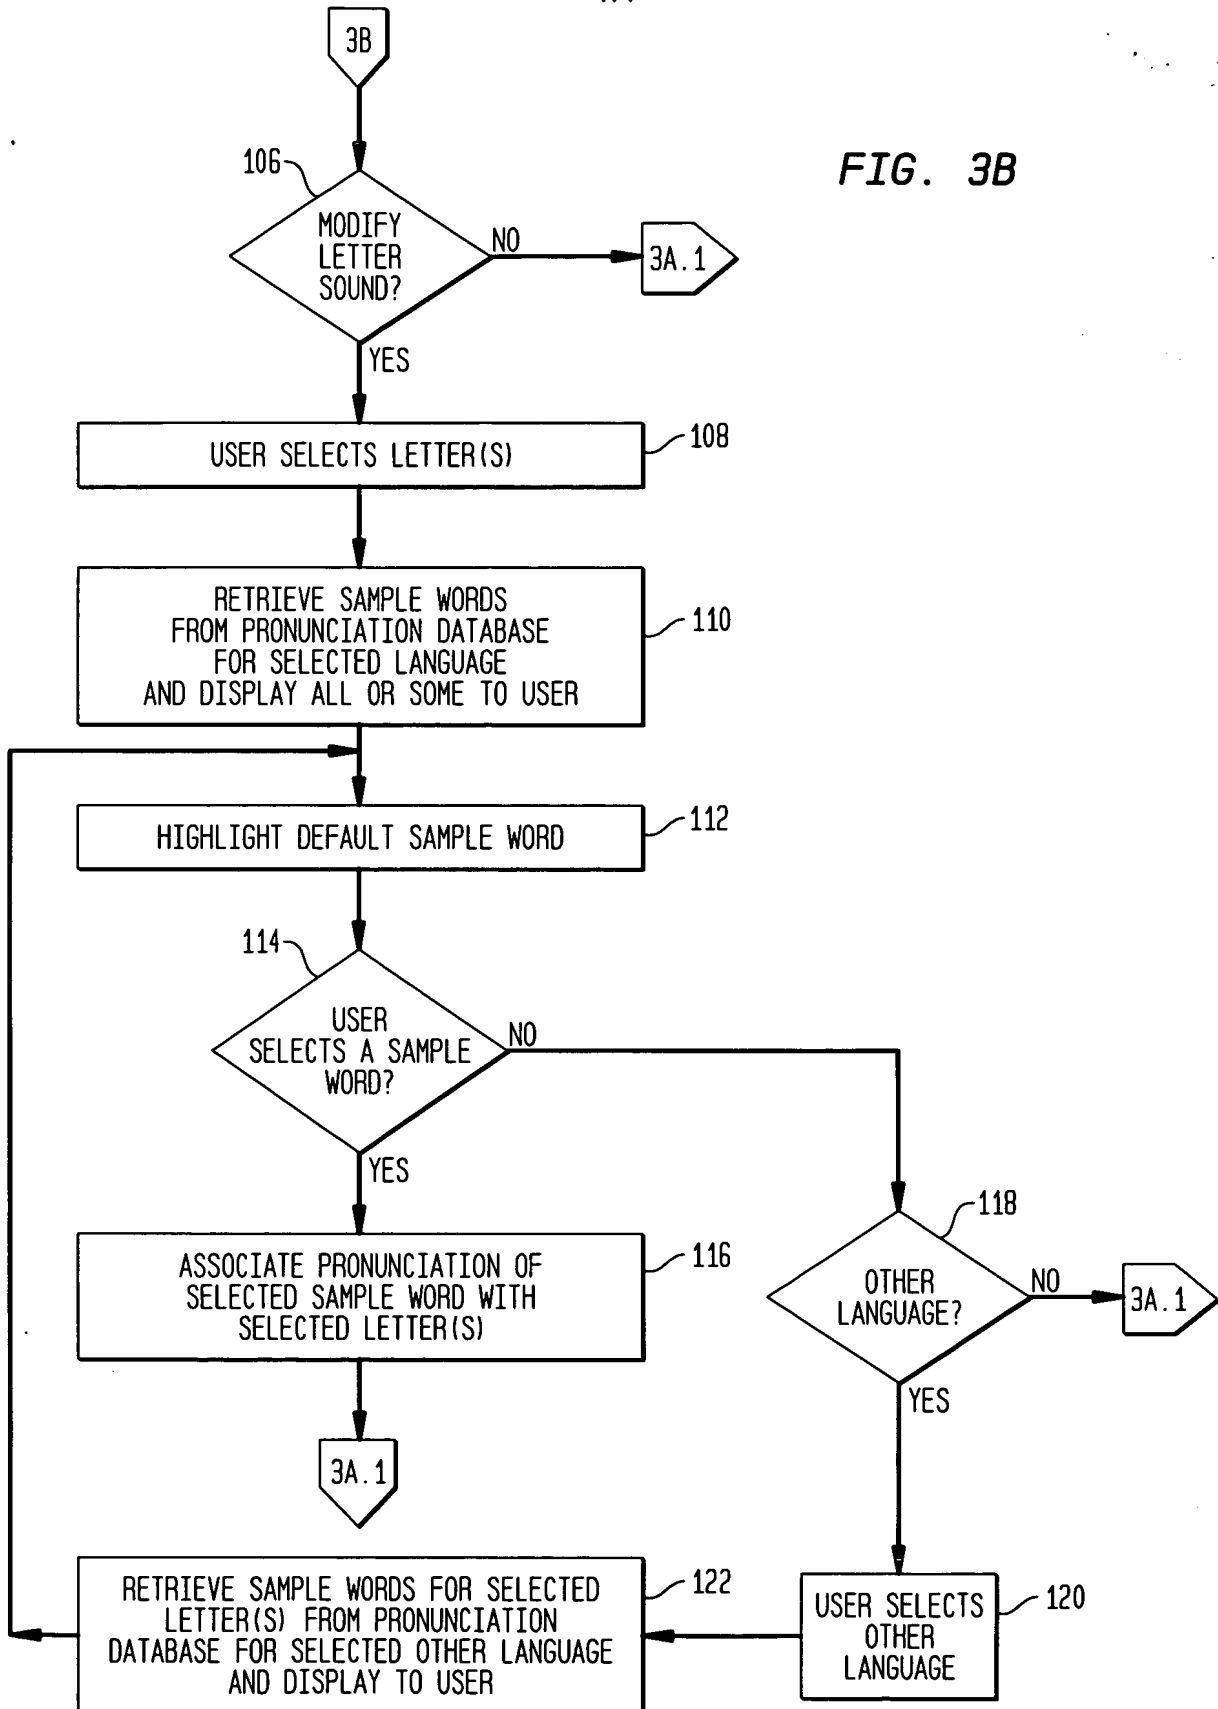 3B
FIG. 3B
106
MODIFY
LETTER
SOUND?
NO
3A.1
YES
USER SELECTS LETTER(S)
108
RETRIEVE SAMPLE WORDS
FROM PRONUNCIATION DATABASE
FOR SELECTED LANGUAGE
AND DISPLAY ALL OR SOME TO USER
110
HIGHLIGHT DEFAULT SAMPLE WORD
112
114
USER
SELECTS A SAMPLE
WORD?
NO
YES
ASSOCIATE PRONUNCIATION OF
SELECTED SAMPLE WORD WITH
SELECTED LETTER(S)
116
3A.1
118
OTHER
LANGUAGE?
NO
3A.1
YES
USER SELECTS
OTHER
LANGUAGE
120
RETRIEVE SAMPLE WORDS FOR SELECTED
LETTER(S) FROM PRONUNCIATION
DATABASE FOR SELECTED OTHER LANGUAGE
AND DISPLAY TO USER
122